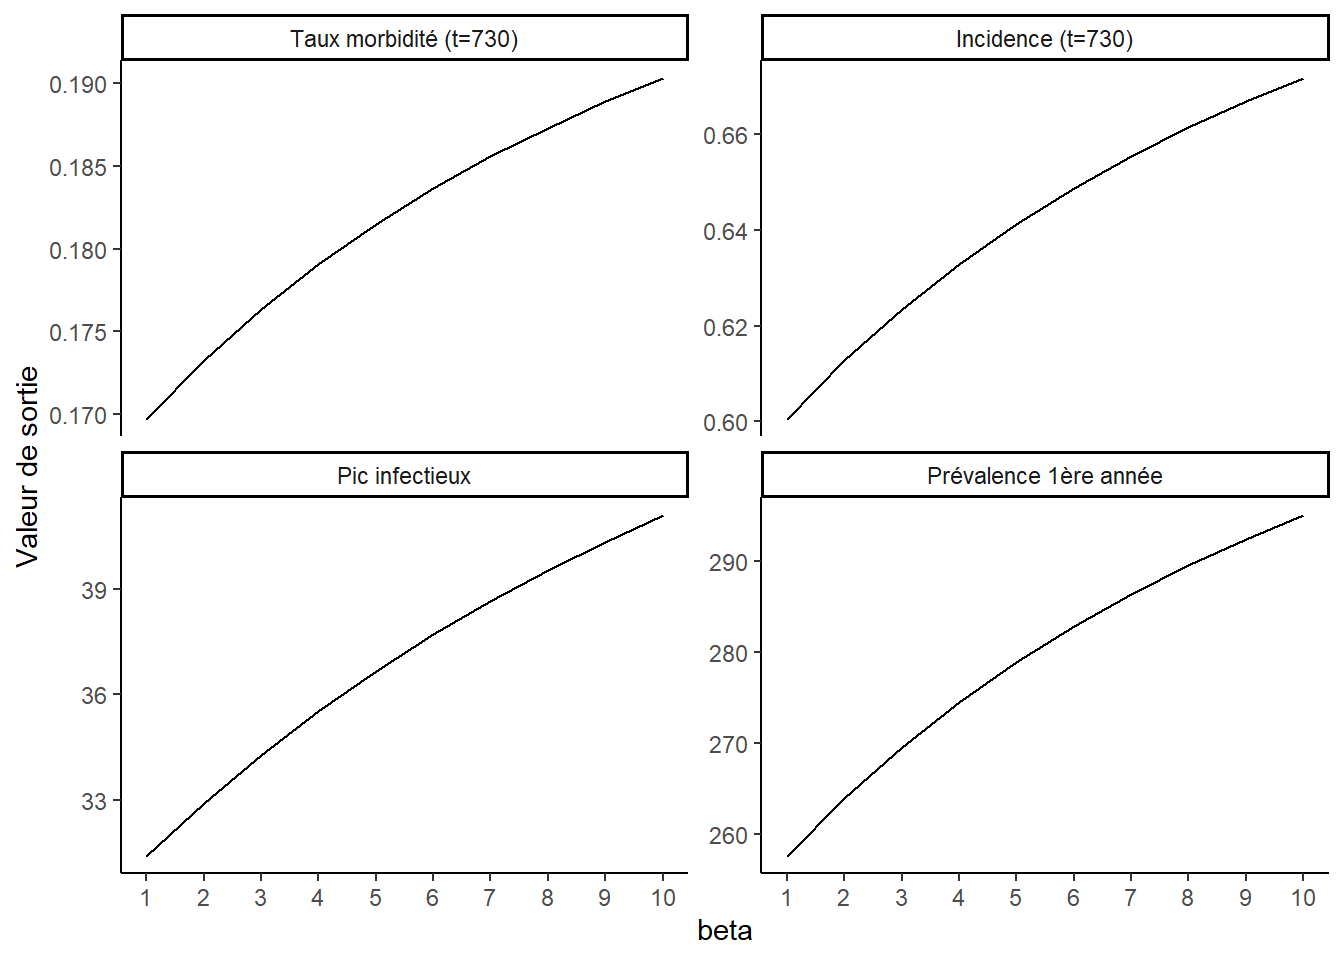 Taux morbidité (t=730)
Incidence (t=730)
0.190
0.185
0.180
0.175
0.170
0.66
0.64
0.62
0.60
Valeur de sortie
Pic infectieux
Prévalence 1ère année
39
36
33
290
280
270
260
1 2 3 4 5 6 7 8 9 10
1 2 3 4 5 6 7 8 9 10
beta